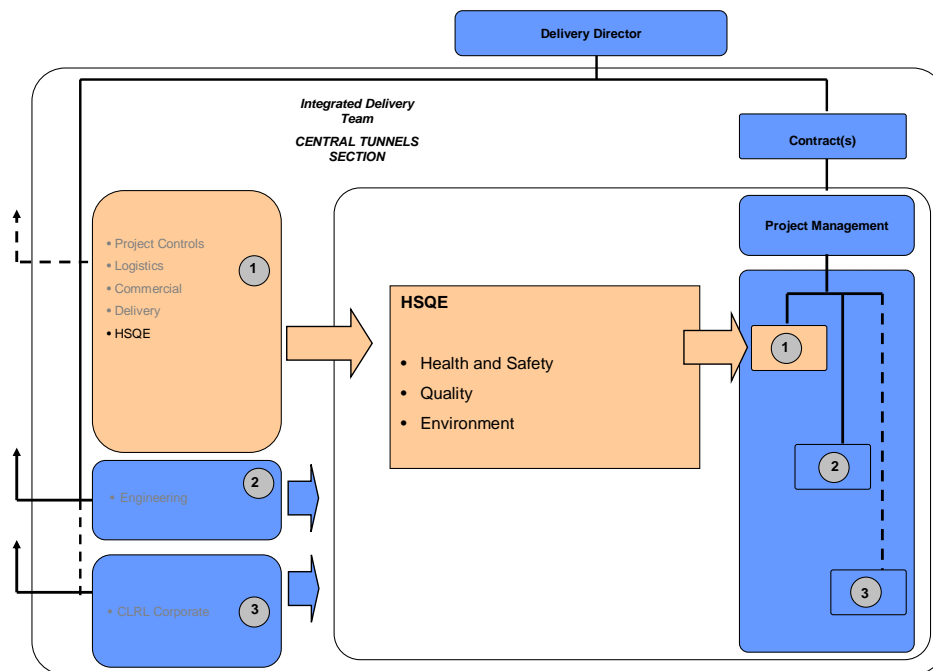 Delivery Director
Integrated Delivery
Team
CENTRAL TUNNELS
SECTION
Contract(s)
Project Management
• Project Controls
• Logistics
• Commercial
• Delivery
• HSQE
1
HSQE
• Health and Safety
• Quality
• Environment
1
2
3
• Engineering
2
• CLRL Corporate
3